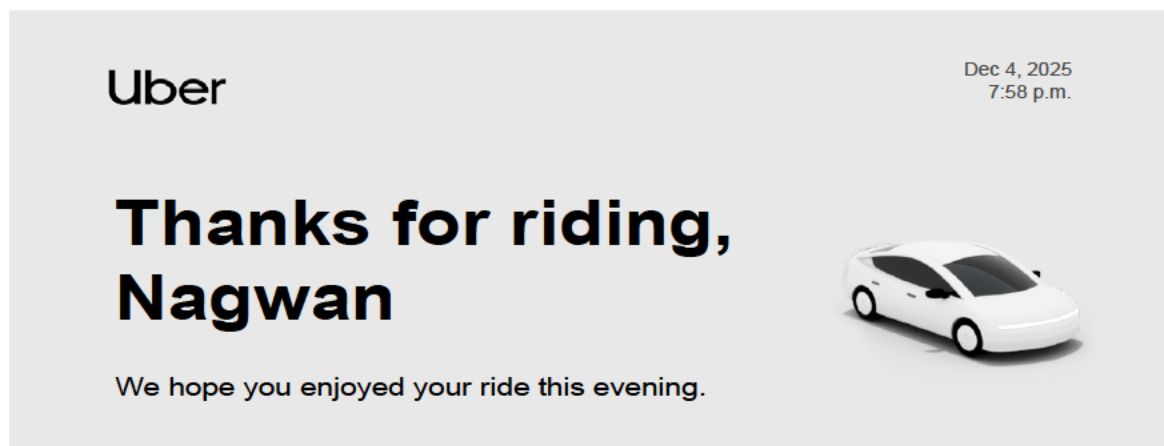 Uber
Dec 4, 2025
7:58 p.m.
Thanks for riding,
Nagwan
We hope you enjoyed your ride this evening.